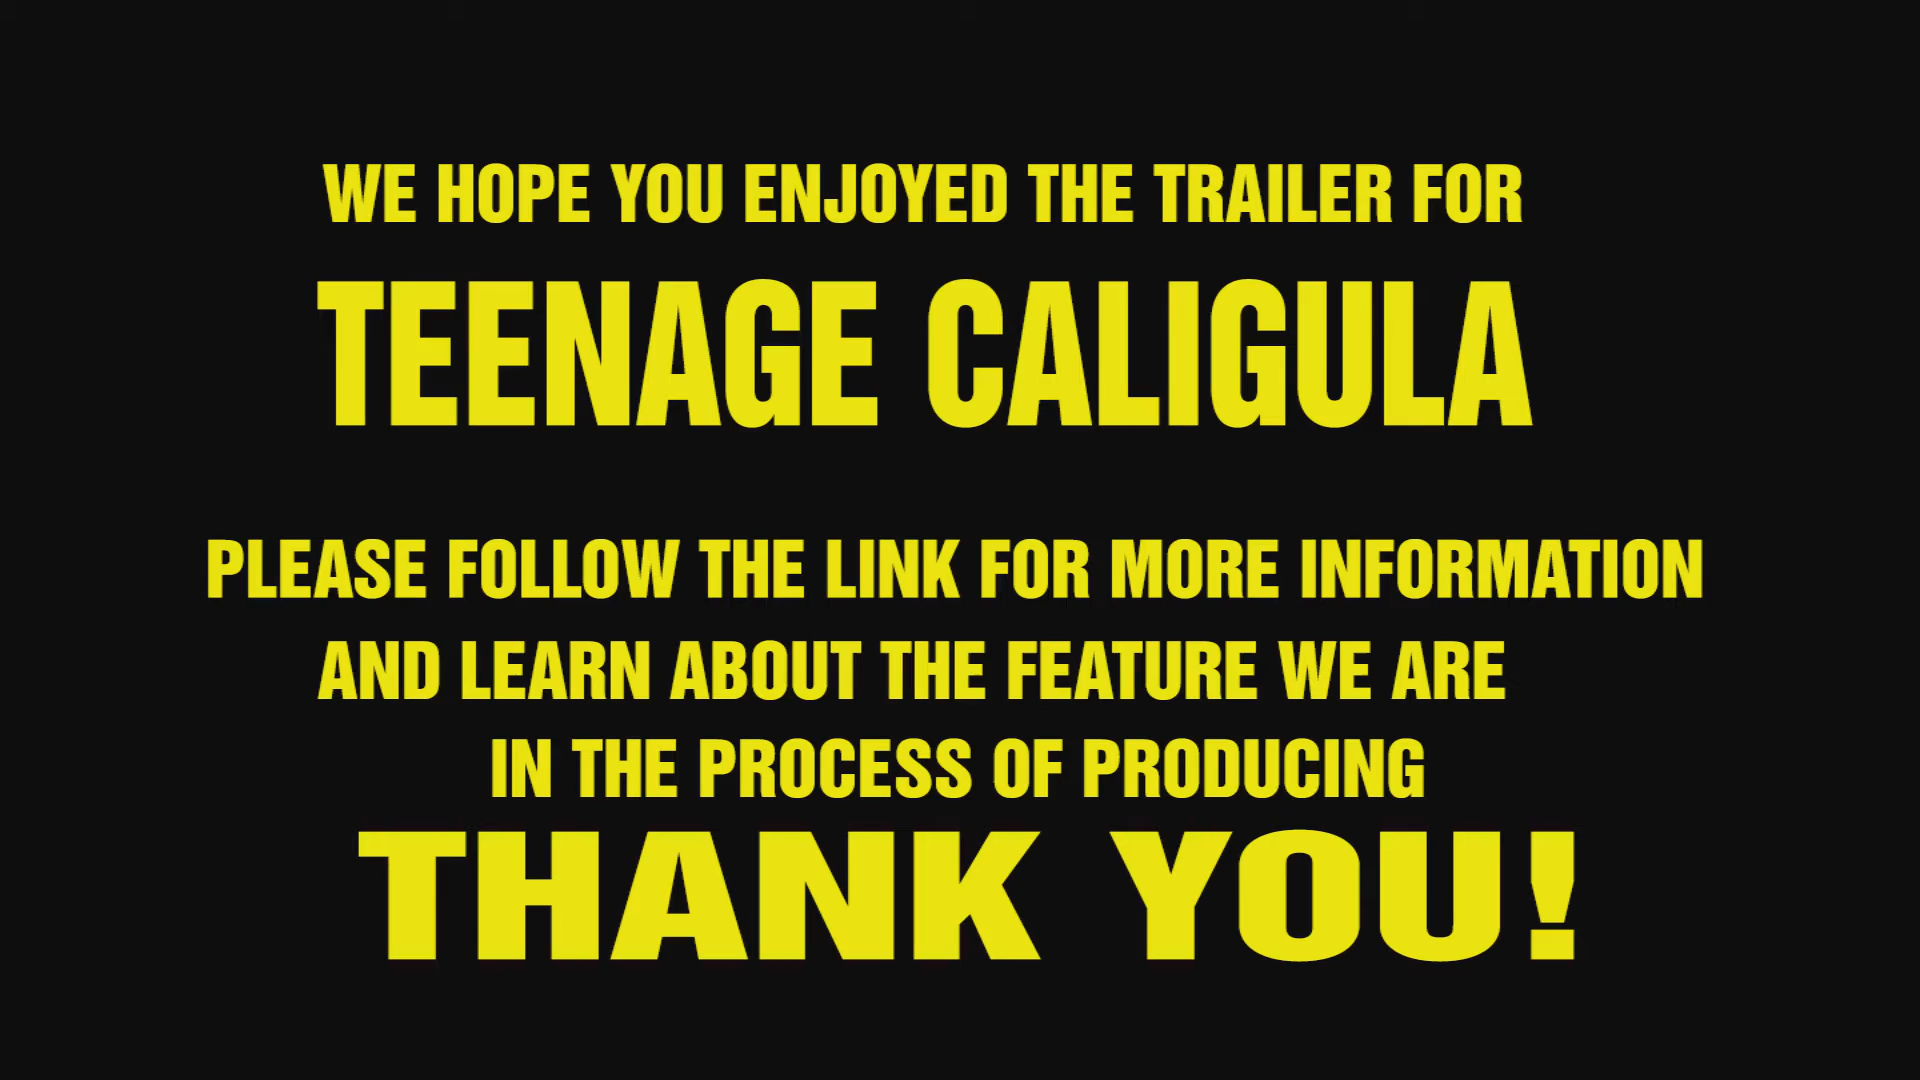 WE HOPE YOU ENJOYED THE TRAILER FOR
TEENAGE CALIGULA
PLEASE FOLLOW THE LINK FOR MORE INFORMATION
AND LEARN ABOUT THE FEATURE WE ARE
IN THE PROCESS OF PRODUCING
THANK YOU!